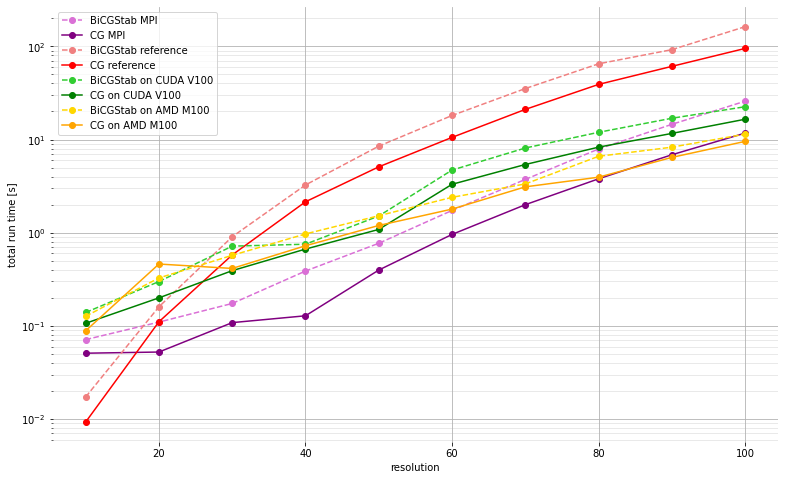 BiCGStab MPI
CG MPI
BiCGStab reference
CG reference
BiCGStab on CUDA V100
CG on CUDA V100
BiCGStab on AMD M100
CG on AMD M100
10²
10¹
10⁰
10⁻¹
10⁻²
total run time [s]
20 40 60 80 100
resolution